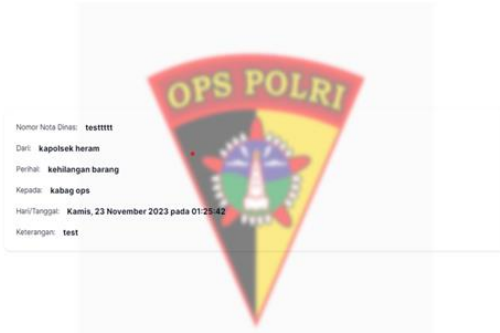 OPS POLRI
Nomor Nota Dinas: testtttt
Dari: kapolsek heram
Perihal: kehilangan barang
Kepada: kabag ops
Hari/Tanggal: Kamis, 23 November 2023 pada 01:25:42
Keterangan: test